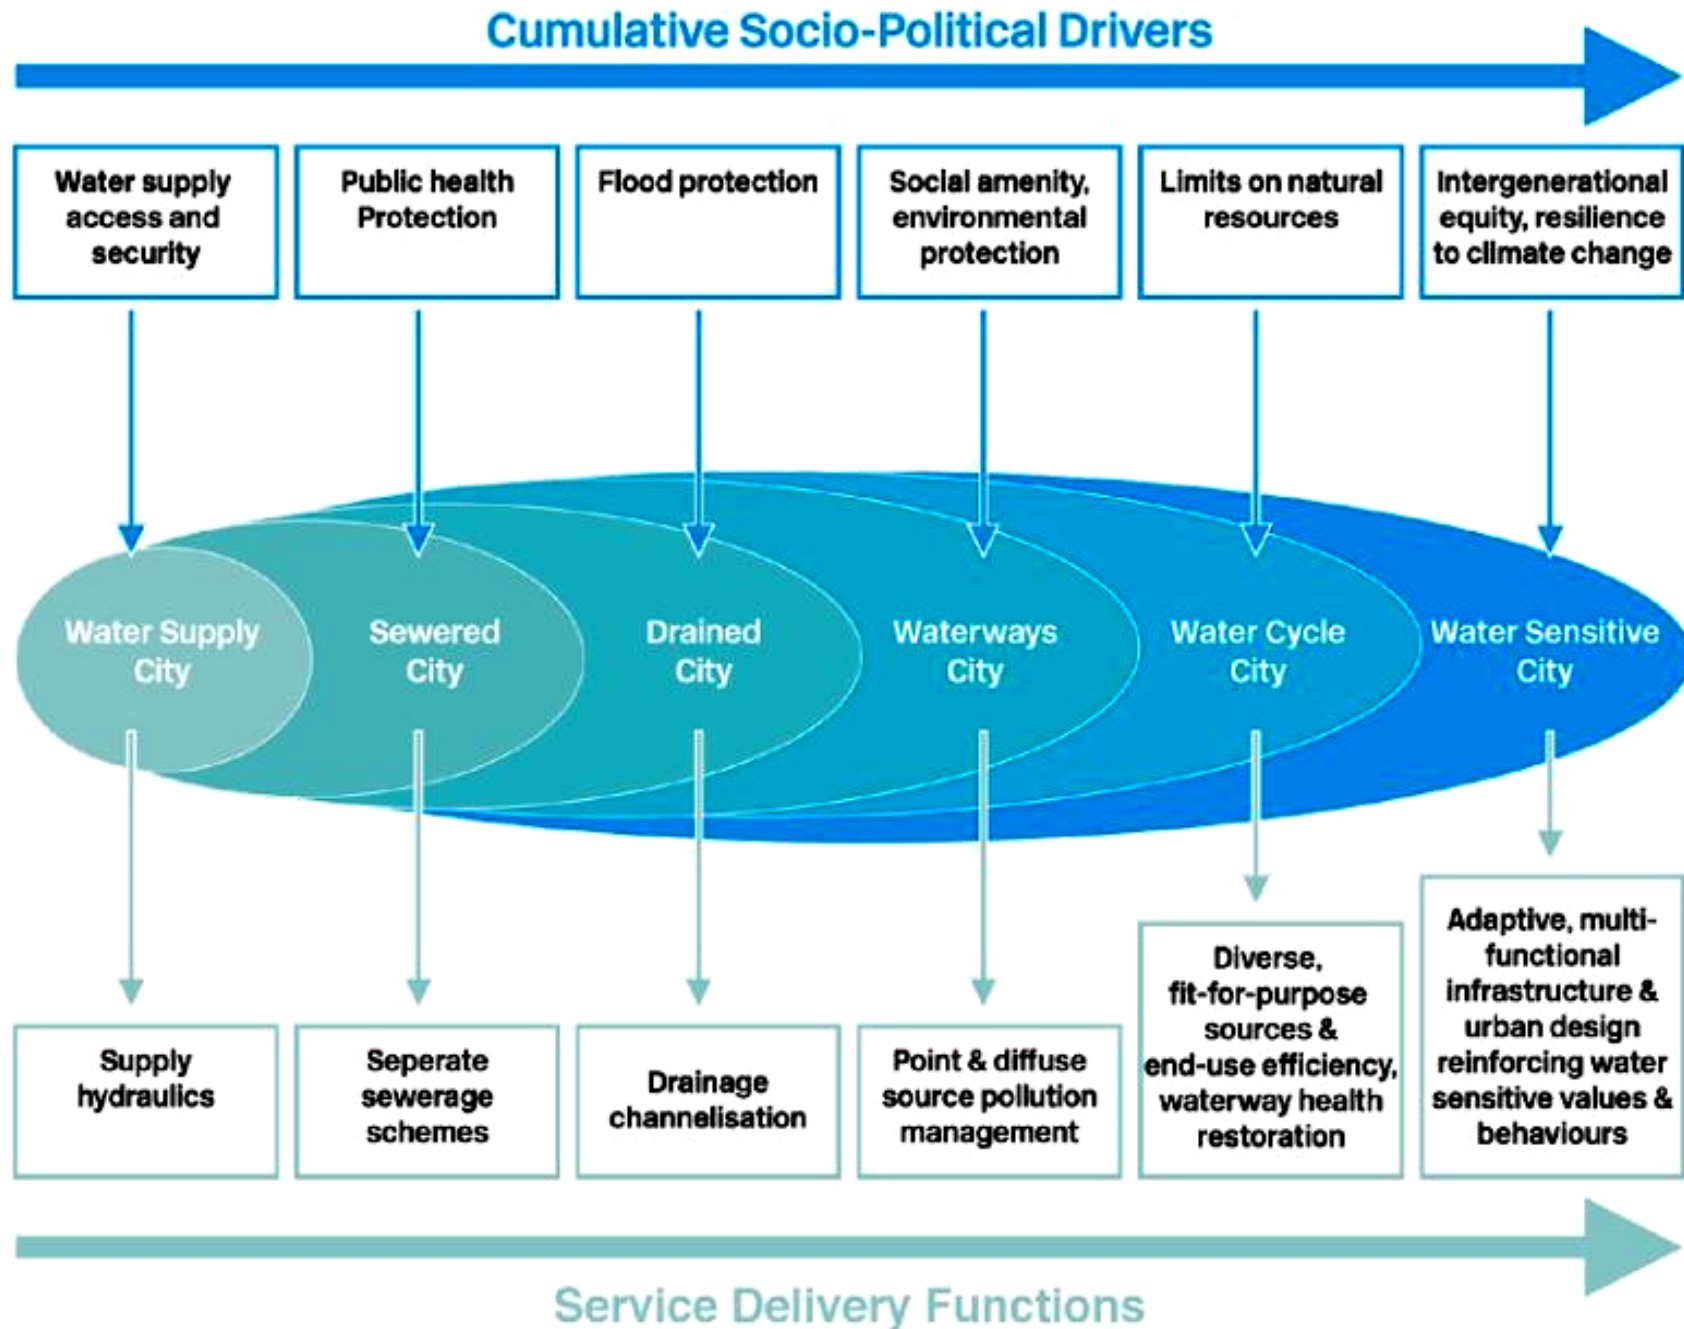 Cumulative Socio-Political Drivers
Water supply
access and
security
Public health
Protection
Flood protection
Social amenity,
environmental
protection
Limits on natural
resources
Intergenerational
equity, resilience
to climate change
Water Supply
City
Sewered
City
Drained
City
Waterways
City
Water Cycle
City
Water Sensitive
City
Supply
hydraulics
Seperate
sewerage
schemes
Drainage
channelisation
Point & diffuse
source pollution
management
Diverse,
fit-for-purpose
sources &
end-use efficiency,
waterway health
restoration
Adaptive, multi-
functional
infrastructure &
urban design
reinforcing water
sensitive values &
behaviours
Service Delivery Functions